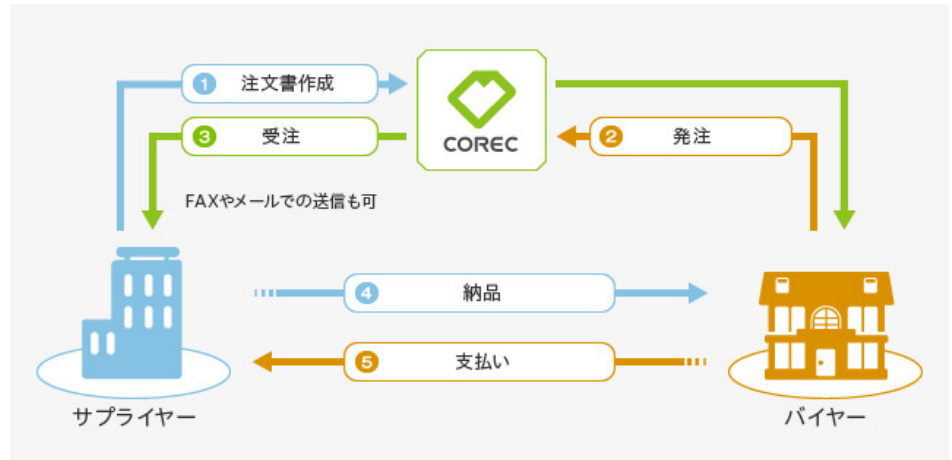 1 注文書作成
COREC
3 受注
2 発注
FAXやメールでの送信も可
4 納品
5 支払い
サプライヤー
バイヤー